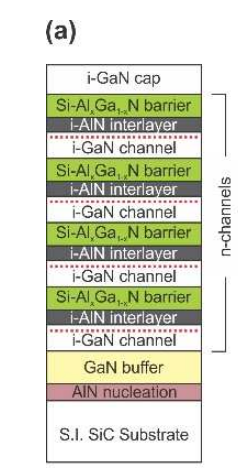 (a)
i-GaN cap
Si-AlₓGa₁₋ₓN barrier
i-AlN interlayer
i-GaN channel
Si-AlₓGa₁₋ₓN barrier
i-AlN interlayer
i-GaN channel
Si-AlₓGa₁₋ₓN barrier
i-AlN interlayer
i-GaN channel
Si-AlₓGa₁₋ₓN barrier
i-AlN interlayer
i-GaN channel
GaN buffer
AlN nucleation
S.I. SiC Substrate
n-channels